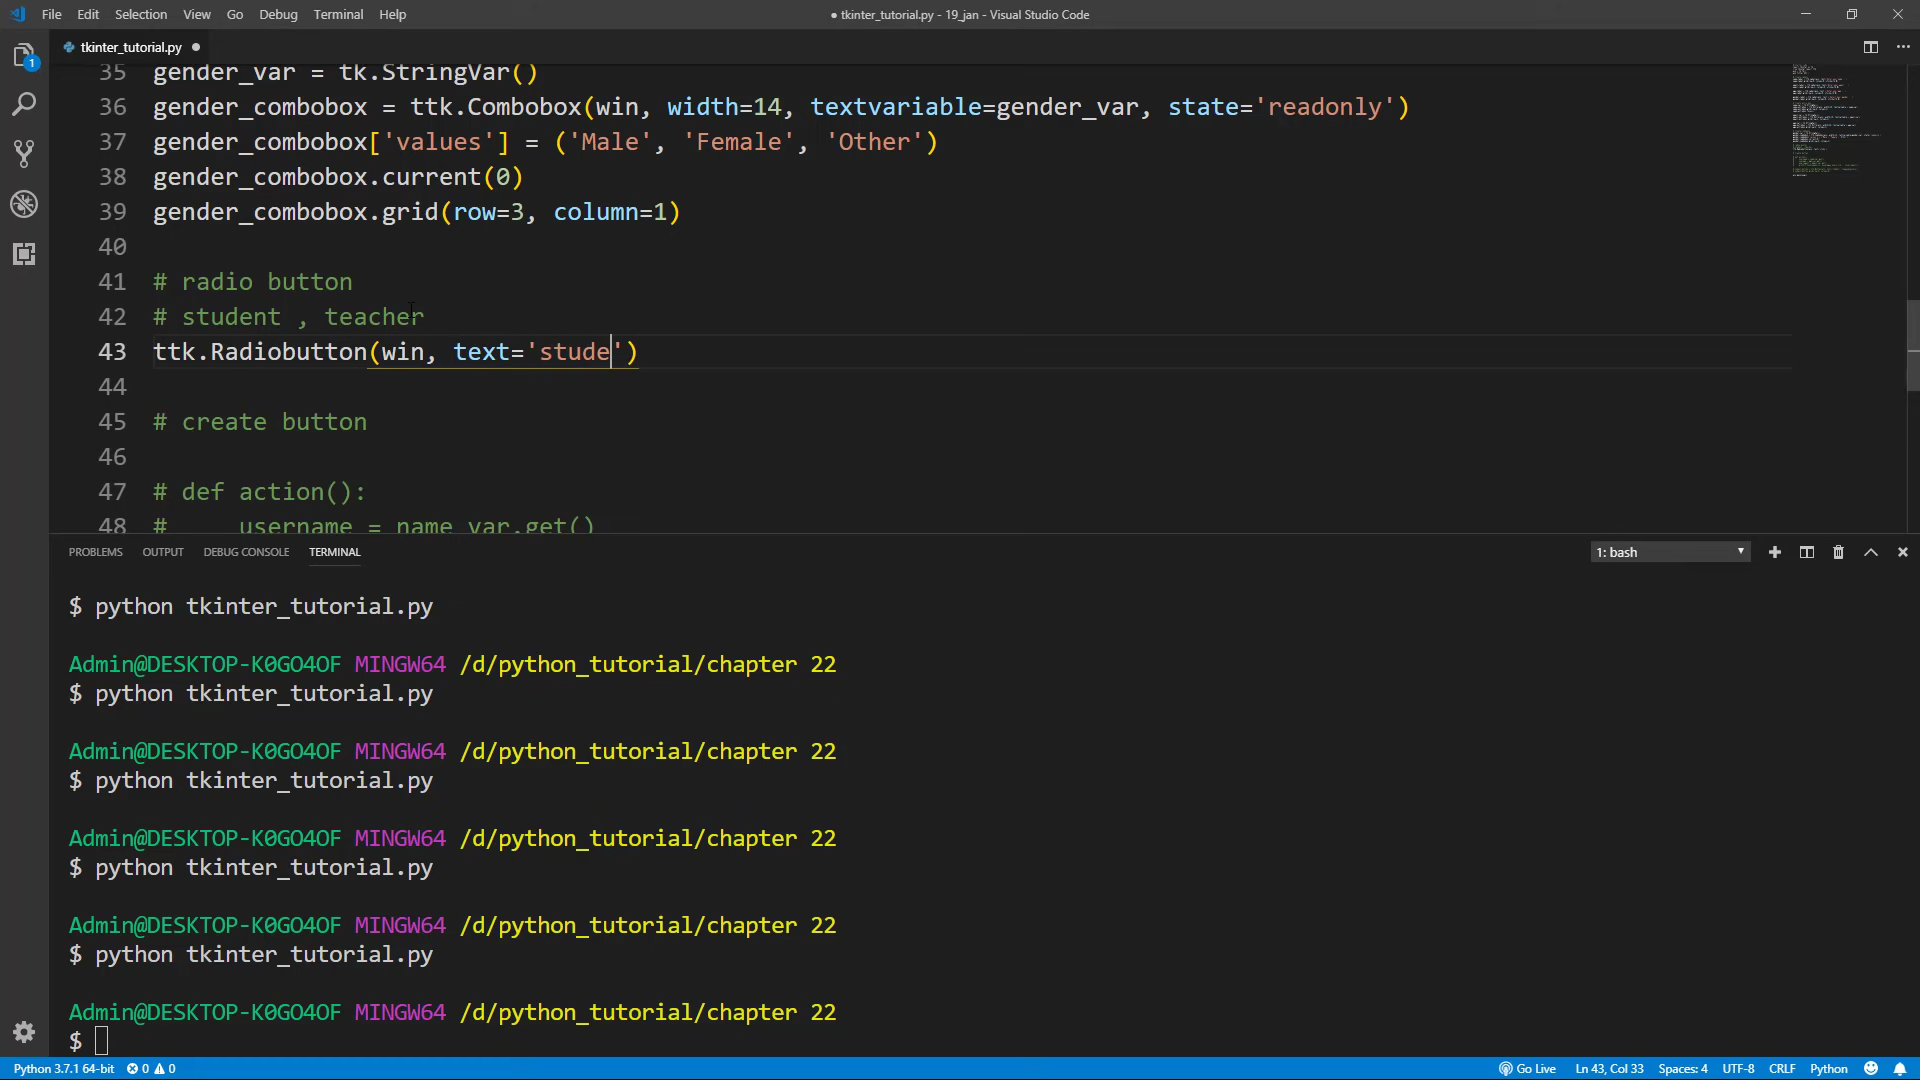 File Edit Selection View Go Debug Terminal Help
● tkinter_tutorial.py - 19_jan - Visual Studio Code
1
tkinter_tutorial.py ●
35 gender_var = tk.StringVar()
36 gender_combobox = ttk.Combobox(win, width=14, textvariable=gender_var, state='readonly')
37 gender_combobox['values'] = ('Male', 'Female', 'Other')
38 gender_combobox.current(0)
39 gender_combobox.grid(row=3, column=1)
40
41 # radio button
42 # student , teacher
43 ttk.Radiobutton(win, text='stude')
44
45 # create button
46
47 # def action():
48 #     username = name_var.get()
PROBLEMS OUTPUT DEBUG CONSOLE TERMINAL
1: bash
$ python tkinter_tutorial.py
Admin@DESKTOP-K0GO4OF MINGW64 /d/python_tutorial/chapter 22
$ python tkinter_tutorial.py
Admin@DESKTOP-K0GO4OF MINGW64 /d/python_tutorial/chapter 22
$ python tkinter_tutorial.py
Admin@DESKTOP-K0GO4OF MINGW64 /d/python_tutorial/chapter 22
$ python tkinter_tutorial.py
Admin@DESKTOP-K0GO4OF MINGW64 /d/python_tutorial/chapter 22
$ python tkinter_tutorial.py
Admin@DESKTOP-K0GO4OF MINGW64 /d/python_tutorial/chapter 22
$
Python 3.7.1 64-bit 0 0 Go Live Ln 43, Col 33 Spaces: 4 UTF-8 CRLF Python